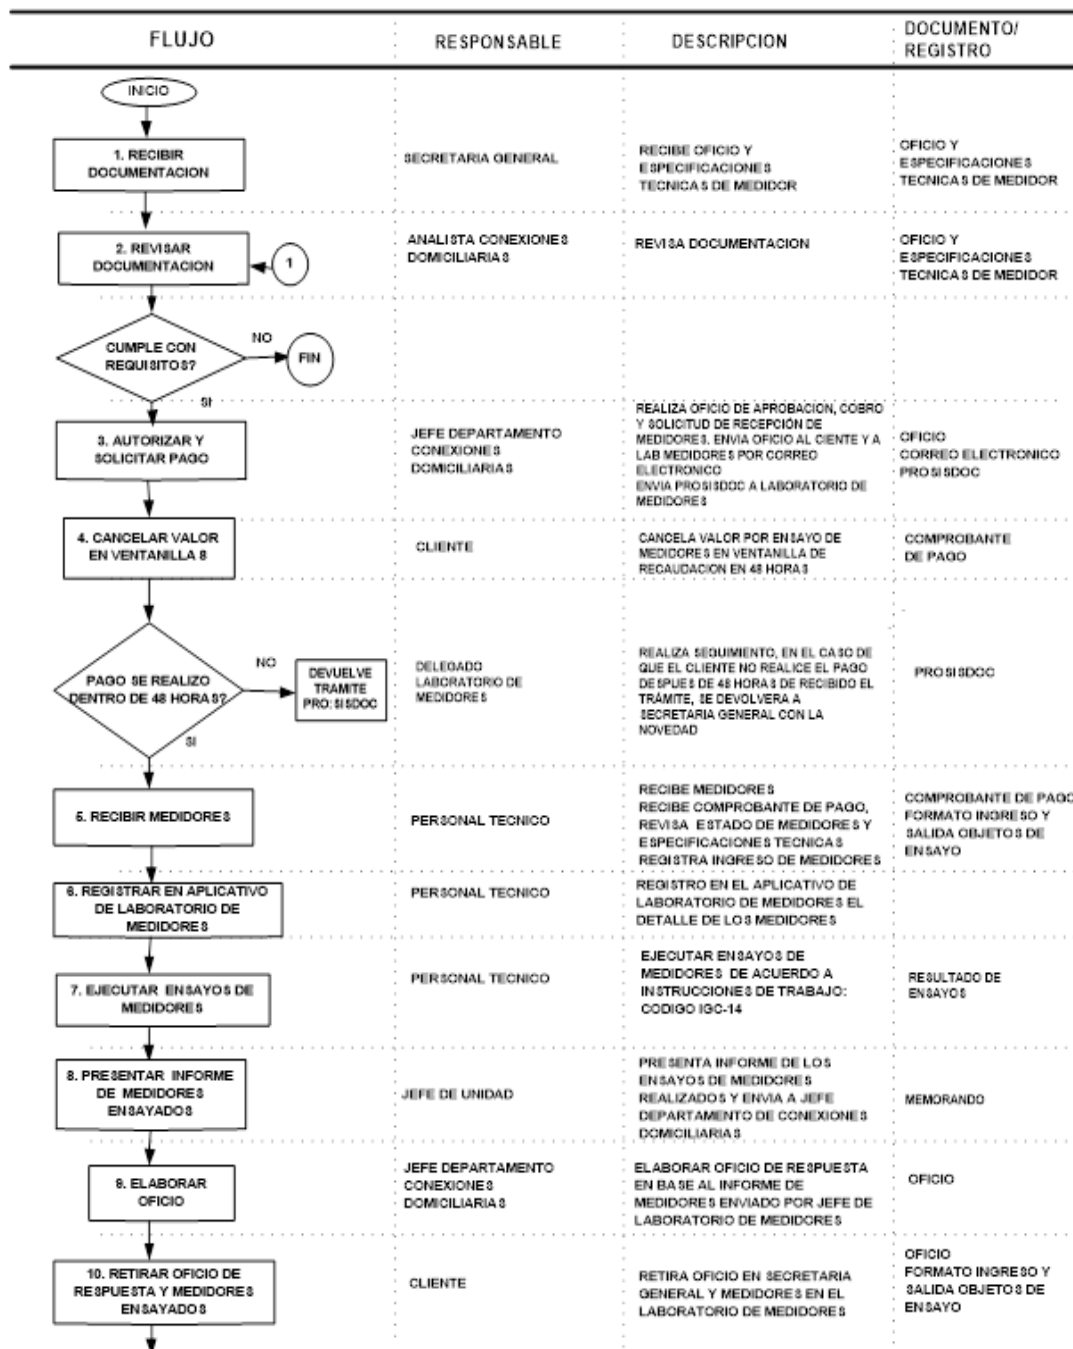 FLUJO
RESPONSABLE
DESCRIPCION
DOCUMENTO/
REGISTRO
INICIO
1. RECIBIR
DOCUMENTACION
SECRETARIA GENERAL
RECIBE OFICIO Y
ESPECIFICACIONES
TECNICAS DE MEDIDOR
OFICIO Y
ESPECIFICACIONES
TECNICAS DE MEDIDOR
2. REVISAR
DOCUMENTACION
1
ANALISTA CONEXIONES
DOMICILIARIAS
REVISA DOCUMENTACION
OFICIO Y
ESPECIFICACIONES
TECNICAS DE MEDIDOR
CUMPLE CON
REQUISITOS?
NO
FIN
SI
3. AUTORIZAR Y
SOLICITAR PAGO
JEFE DEPARTAMENTO
CONEXIONES
DOMICILIARIAS
REALIZA OFICIO DE APROBACION, COBRO
Y SOLICITUD DE RECEPCIÓN DE
MEDIDORES. ENVIA OFICIO AL CIENTE Y A
LAB MEDIDORES POR CORREO
ELECTRONICO
ENVIA PROSISDOC A LABORATORIO DE
MEDIDORES
OFICIO
CORREO ELECTRONICO
PROSISDOC
4. CANCELAR VALOR
EN VENTANILLA 8
CLIENTE
CANCELA VALOR POR ENSAYO DE
MEDIDORES EN VENTANILLA DE
RECAUDACION EN 48 HORAS
COMPROBANTE
DE PAGO
PAGO SE REALIZO
DENTRO DE 48 HORAS?
NO
SI
DEVUELVE
TRAMITE
PRO:SISDOC
DELEGADO
LABORATORIO DE
MEDIDORES
REALIZA SEGUIMIENTO, EN EL CASO DE
QUE EL CLIENTE NO REALICE EL PAGO
DESPUES DE 48 HORAS DE RECIBIDO EL
TRÁMITE, SE DEVOLVERA A
SECRETARIA GENERAL CON LA
NOVEDAD
PROSISDOC
5. RECIBIR MEDIDORES
PERSONAL TECNICO
RECIBE MEDIDORES
RECIBE COMPROBANTE DE PAGO,
REVISA ESTADO DE MEDIDORES Y
ESPECIFICACIONES TECNICAS
REGISTRA INGRESO DE MEDIDORES
COMPROBANTE DE PAGO
FORMATO INGRESO Y
SALIDA OBJETOS DE
ENSAYO
6. REGISTRAR EN APLICATIVO
DE LABORATORIO DE
MEDIDORES
PERSONAL TECNICO
REGISTRO EN EL APLICATIVO DE
LABORATORIO DE MEDIDORES EL
DETALLE DE LOS MEDIDORES
7. EJECUTAR ENSAYOS DE
MEDIDORES
PERSONAL TECNICO
EJECUTAR ENSAYOS DE
MEDIDORES DE ACUERDO A
INSTRUCCIONES DE TRABAJO:
CODIGO IGC-14
RESULTADO DE
ENSAYOS
8. PRESENTAR INFORME
DE MEDIDORES
ENSAYADOS
JEFE DE UNIDAD
PRESENTA INFORME DE LOS
ENSAYOS DE MEDIDORES
REALIZADOS Y ENVIA A JEFE
DEPARTAMENTO DE CONEXIONES
DOMICILIARIAS
MEMORANDO
9. ELABORAR
OFICIO
JEFE DEPARTAMENTO
CONEXIONES
DOMICILIARIAS
ELABORAR OFICIO DE RESPUESTA
EN BASE AL INFORME DE
MEDIDORES ENVIADO POR JEFE DE
LABORATORIO DE MEDIDORES
OFICIO
10. RETIRAR OFICIO DE
RESPUESTA Y MEDIDORES
ENSAYADOS
CLIENTE
RETIRA OFICIO EN SECRETARIA
GENERAL Y MEDIDORES EN EL
LABORATORIO DE MEDIDORES
OFICIO
FORMATO INGRESO Y
SALIDA OBJETOS DE
ENSAYO